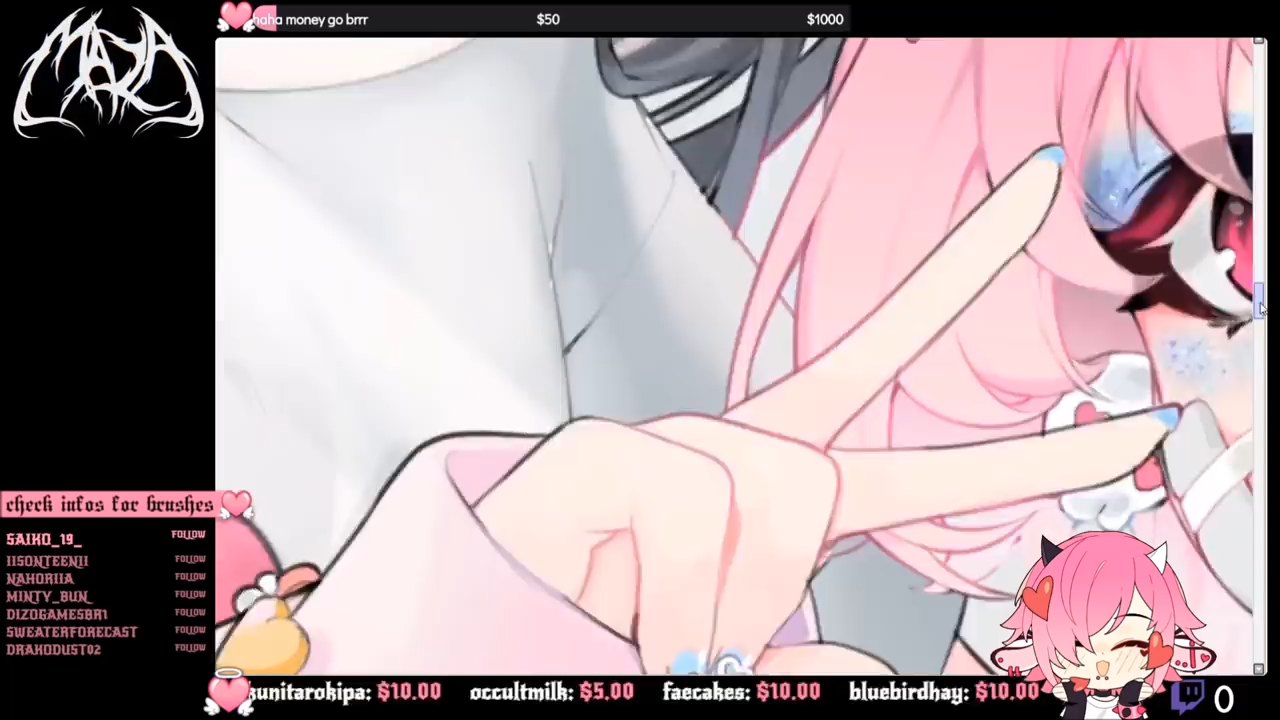 MAYA
haha money go brrr $50 $1000
check infos for brushes
SAIKO_19_ FOLLOW
IISONTEENII FOLLOW
NAHORIIA FOLLOW
MINTY_BUN_ FOLLOW
DIZOGAMESBR1 FOLLOW
SWEATERFORECAST FOLLOW
DRAKODUST02 FOLLOW
kunitarokipa: $10.00 occultmilk: $5.00 faecakes: $10.00 bluebirdhay: $10.00 0